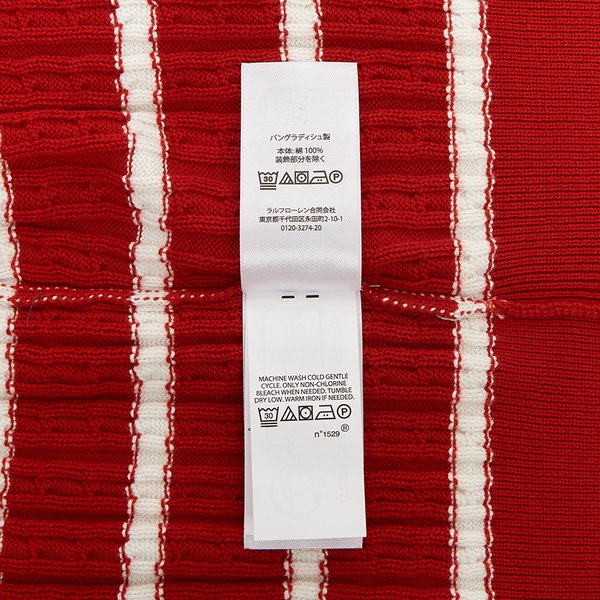 バングラディシュ製
本体: 綿 100%
装飾部分を除く
30
ラルフローレン合同会社
東京都千代田区永田町2-10-1
0120-3274-20
MACHINE WASH COLD GENTLE
CYCLE. ONLY NON-CHLORINE
BLEACH WHEN NEEDED. TUMBLE
DRY LOW. WARM IRON IF NEEDED.
30
n°1529 ®